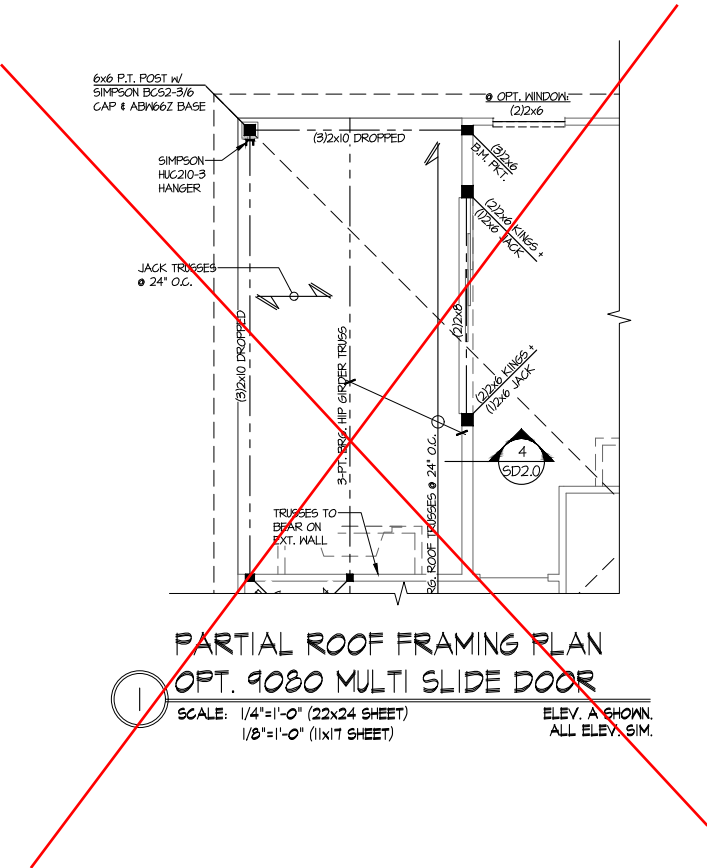 6x6 P.T. POST W/
SIMPSON BCS2-3/6
CAP & ABW66Z BASE
@ OPT. WINDOW:
(2)2x6
(3)2x10 DROPPED
(3)2x6
B.M. PKT.
SIMPSON
HUC210-3
HANGER
(2)2x6 KINGS +
(1)2x6 JACK
JACK TRUSSES
@ 24" O.C.
(3)2x10 DROPPED
3-PT. BRG. HIP GIRDER TRUSS
(2)2x8
(2)2x6 KINGS +
(1)2x6 JACK
RG. ROOF TRUSSES @ 24" O.C.
4
SD2.0
TRUSSES TO
BEAR ON
EXT. WALL
PARTIAL ROOF FRAMING PLAN
OPT. 9080 MULTI SLIDE DOOR
1
SCALE: 1/4"=1'-0" (22x24 SHEET)
1/8"=1'-0" (11x17 SHEET)
ELEV. A SHOWN.
ALL ELEV. SIM.